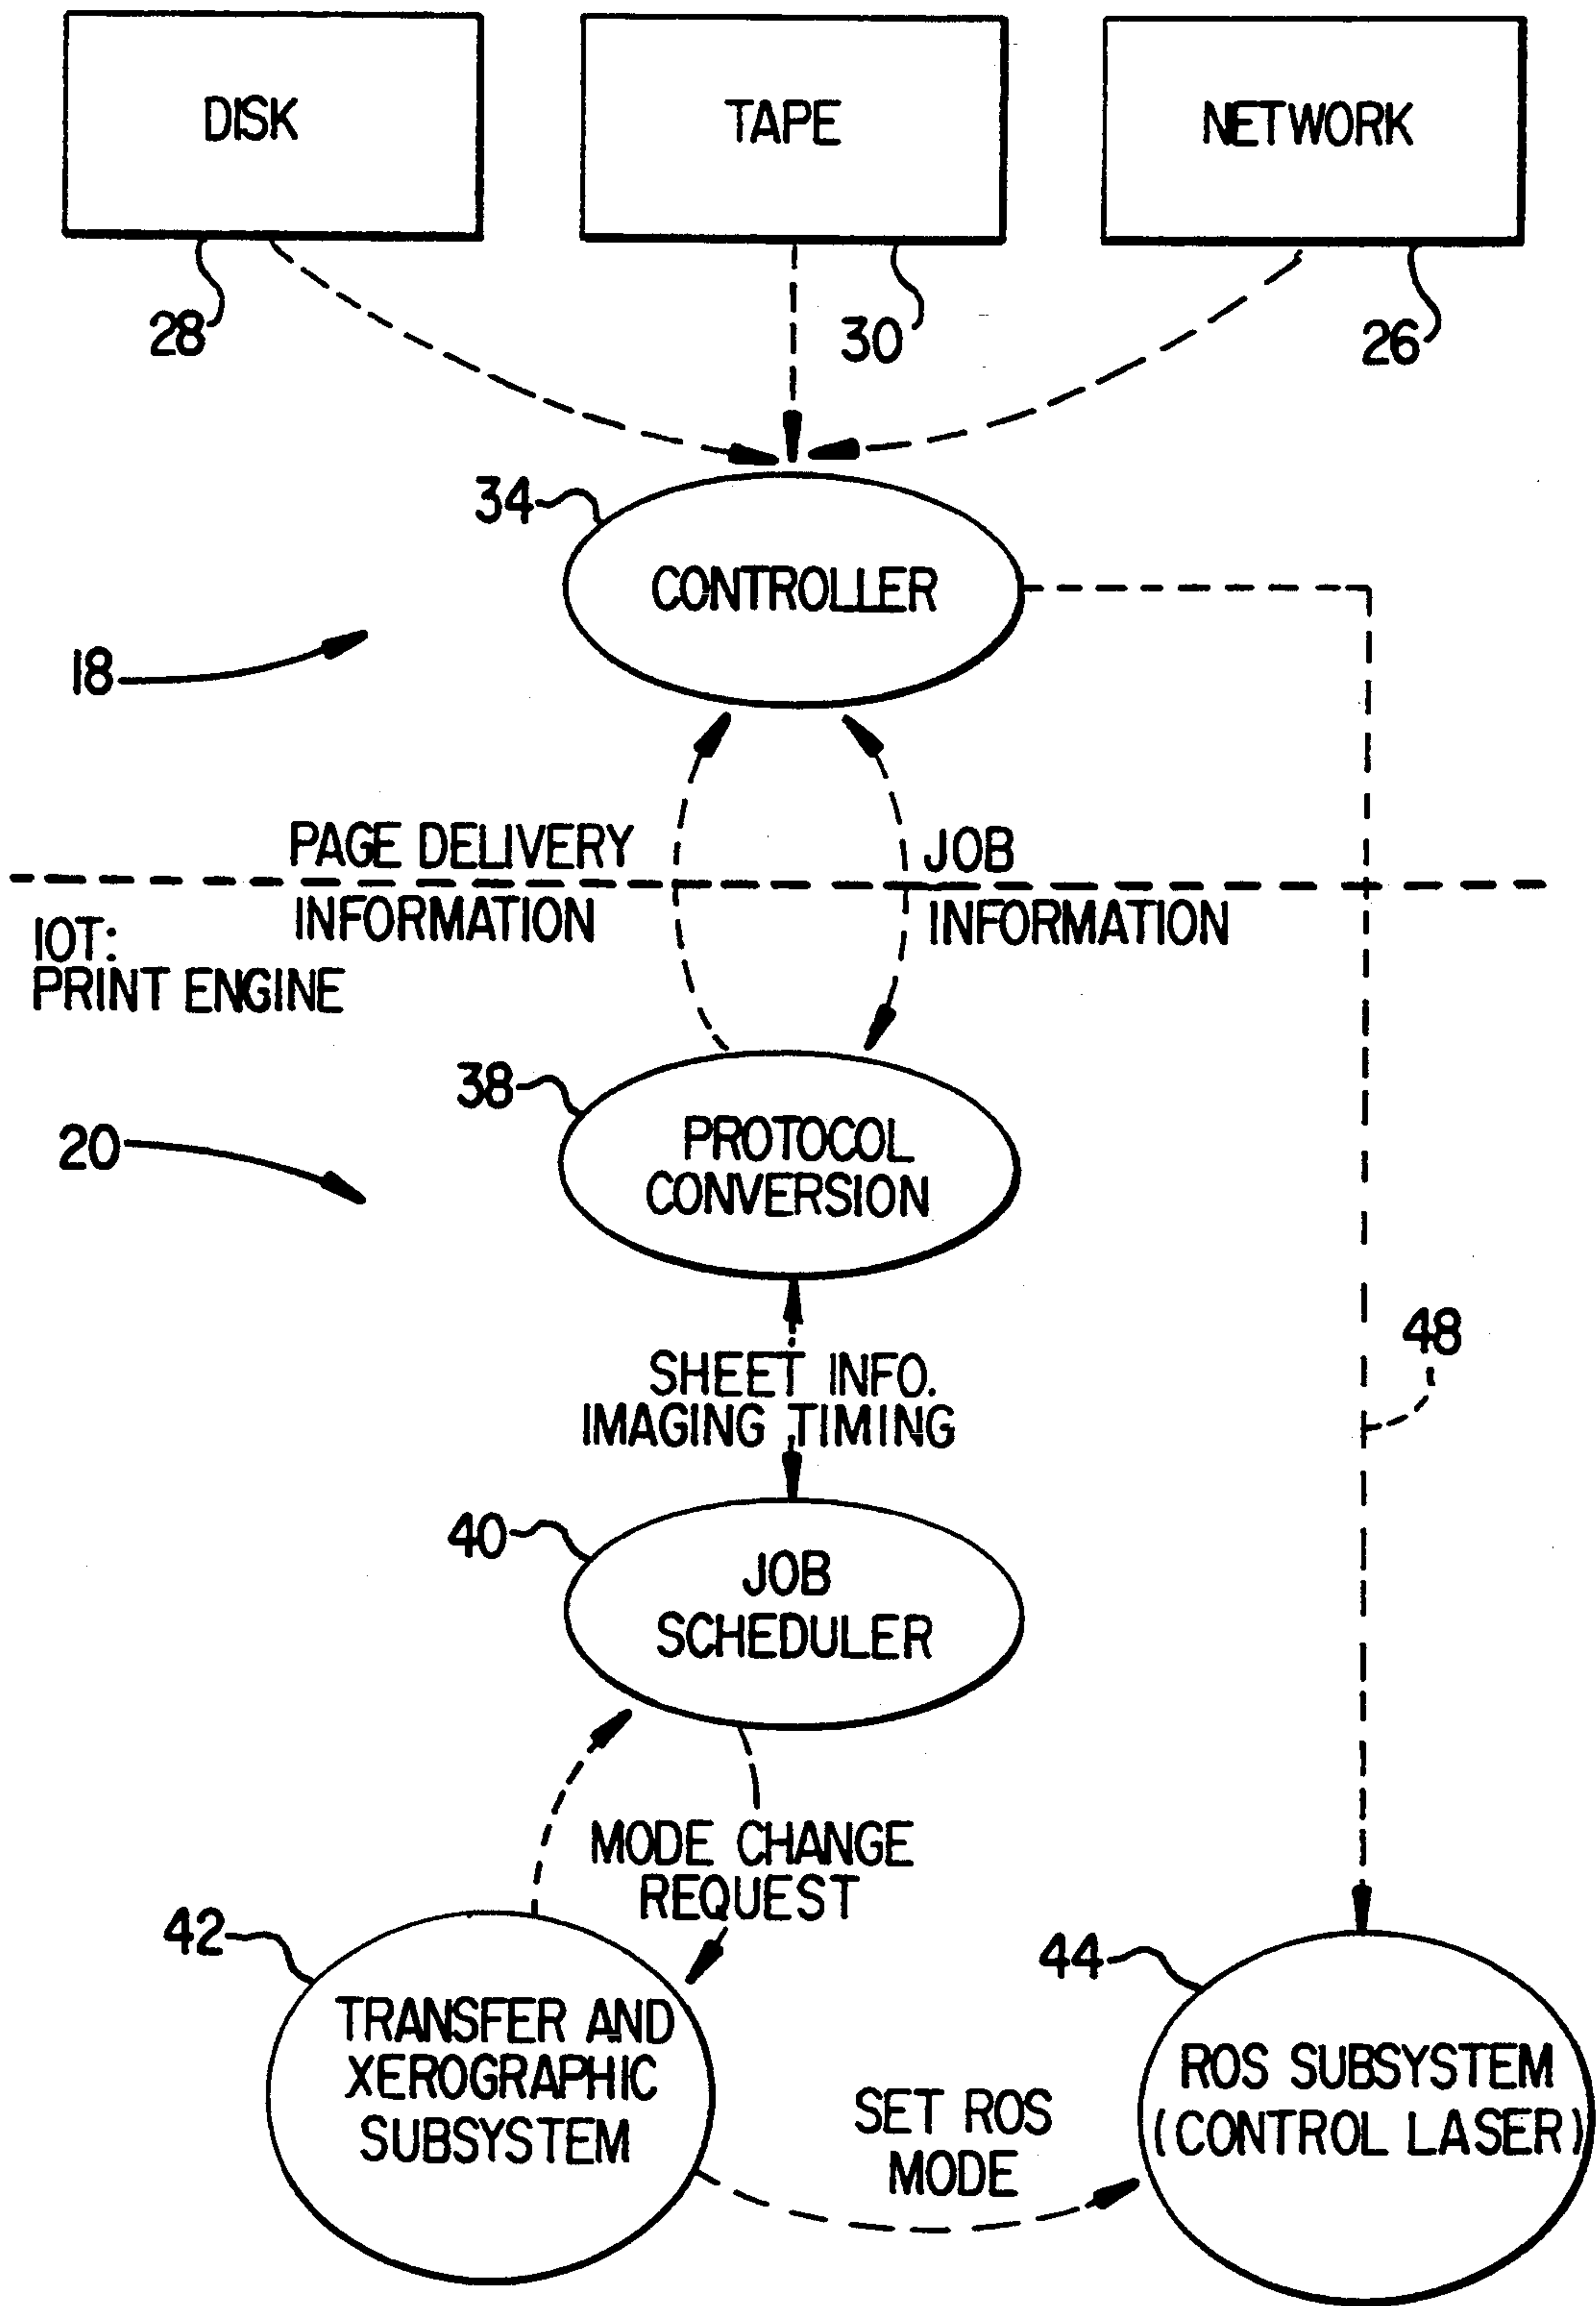 DISK
TAPE
NETWORK
28
30
26
34
CONTROLLER
18
PAGE DELIVERY
INFORMATION
JOB
INFORMATION
IOT:
PRINT ENGINE
38
20
PROTOCOL
CONVERSION
48
SHEET INFO.
IMAGING TIMING
40
JOB
SCHEDULER
MODE CHANGE
REQUEST
42
44
TRANSFER AND
XEROGRAPHIC
SUBSYSTEM
ROS SUBSYSTEM
(CONTROL LASER)
SET ROS
MODE